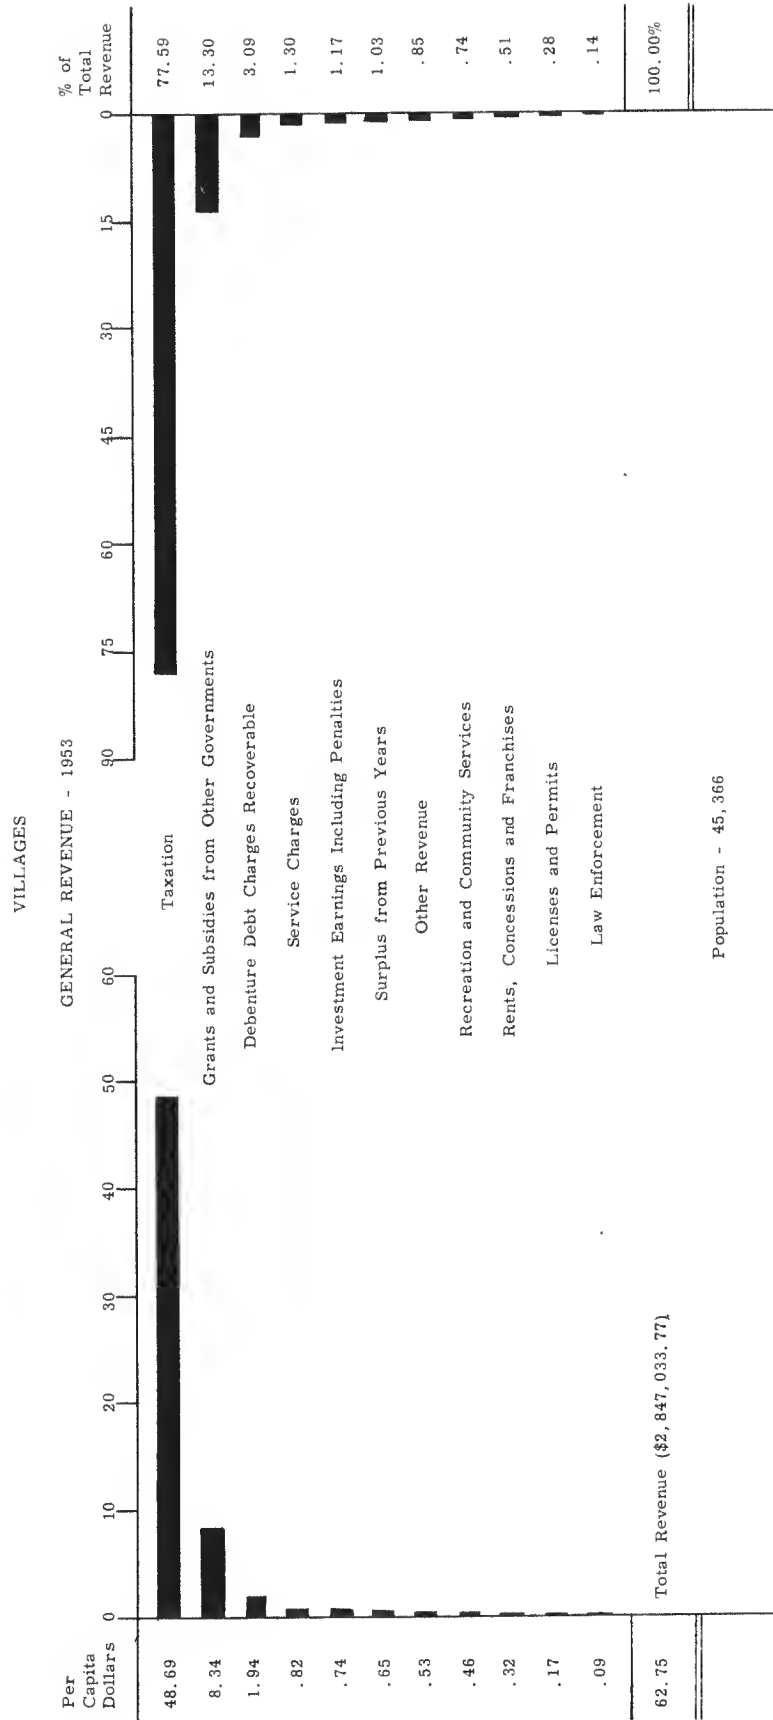 VILLAGES
GENERAL REVENUE - 1953
Per Capita Dollars
% of Total Revenue
0 10 20 30 40 50 60
90 75 60 45 30 15 0
48.69 Taxation 77.59
8.34 Grants and Subsidies from Other Governments 13.30
1.94 Debenture Debt Charges Recoverable 3.09
.82 Service Charges 1.30
.74 Investment Earnings Including Penalties 1.17
.65 Surplus from Previous Years 1.03
.53 Other Revenue .85
.46 Recreation and Community Services .74
.32 Rents, Concessions and Franchises .51
.17 Licenses and Permits .28
.09 Law Enforcement .14
62.75 Total Revenue ($2,847,033.77) 100.00%
Population - 45,366